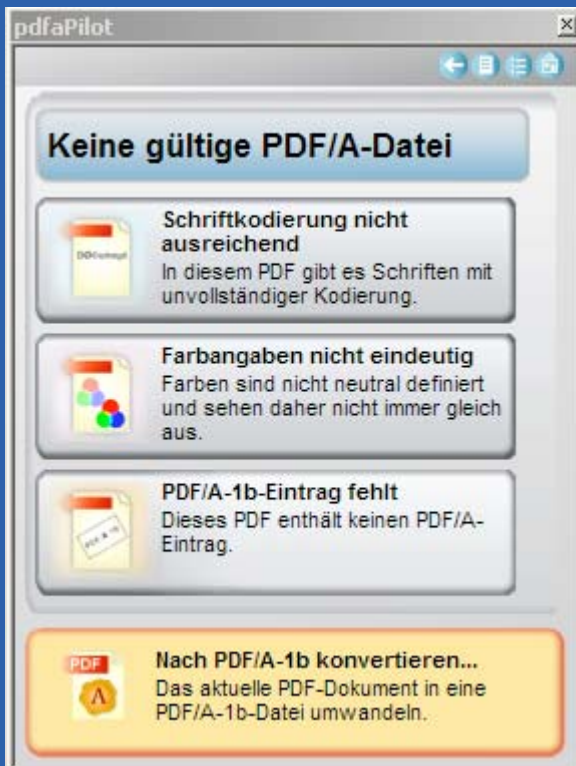 pdfaPilot
Keine gültige PDF/A-Datei
Schriftkodierung nicht
ausreichend
In diesem PDF gibt es Schriften mit
unvollständiger Kodierung.
Farbangaben nicht eindeutig
Farben sind nicht neutral definiert
und sehen daher nicht immer gleich
aus.
PDF/A-1b-Eintrag fehlt
Dieses PDF enthält keinen PDF/A-
Eintrag.
PDF
Nach PDF/A-1b konvertieren...
Das aktuelle PDF-Dokument in eine
PDF/A-1b-Datei umwandeln.